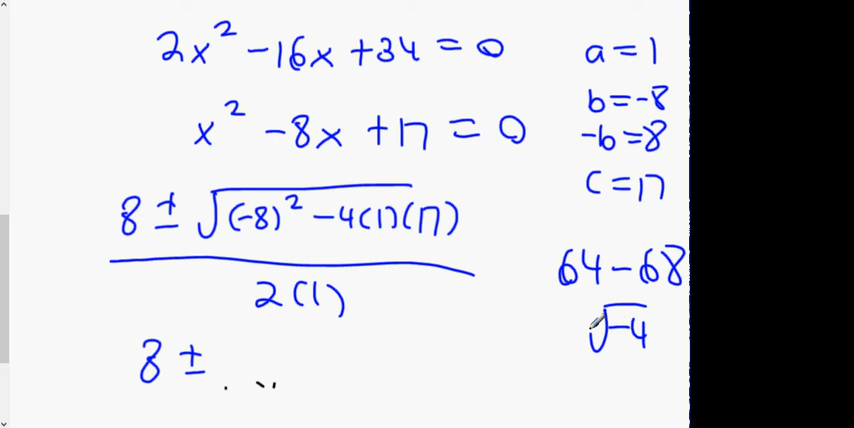 2x² -16x +34 = 0
x² -8x +17 = 0
8 ± √(-8)² -4(1)(17)
2(1)
8 ±
a = 1
b = -8
-b = 8
c = 17
64 - 68
√-4